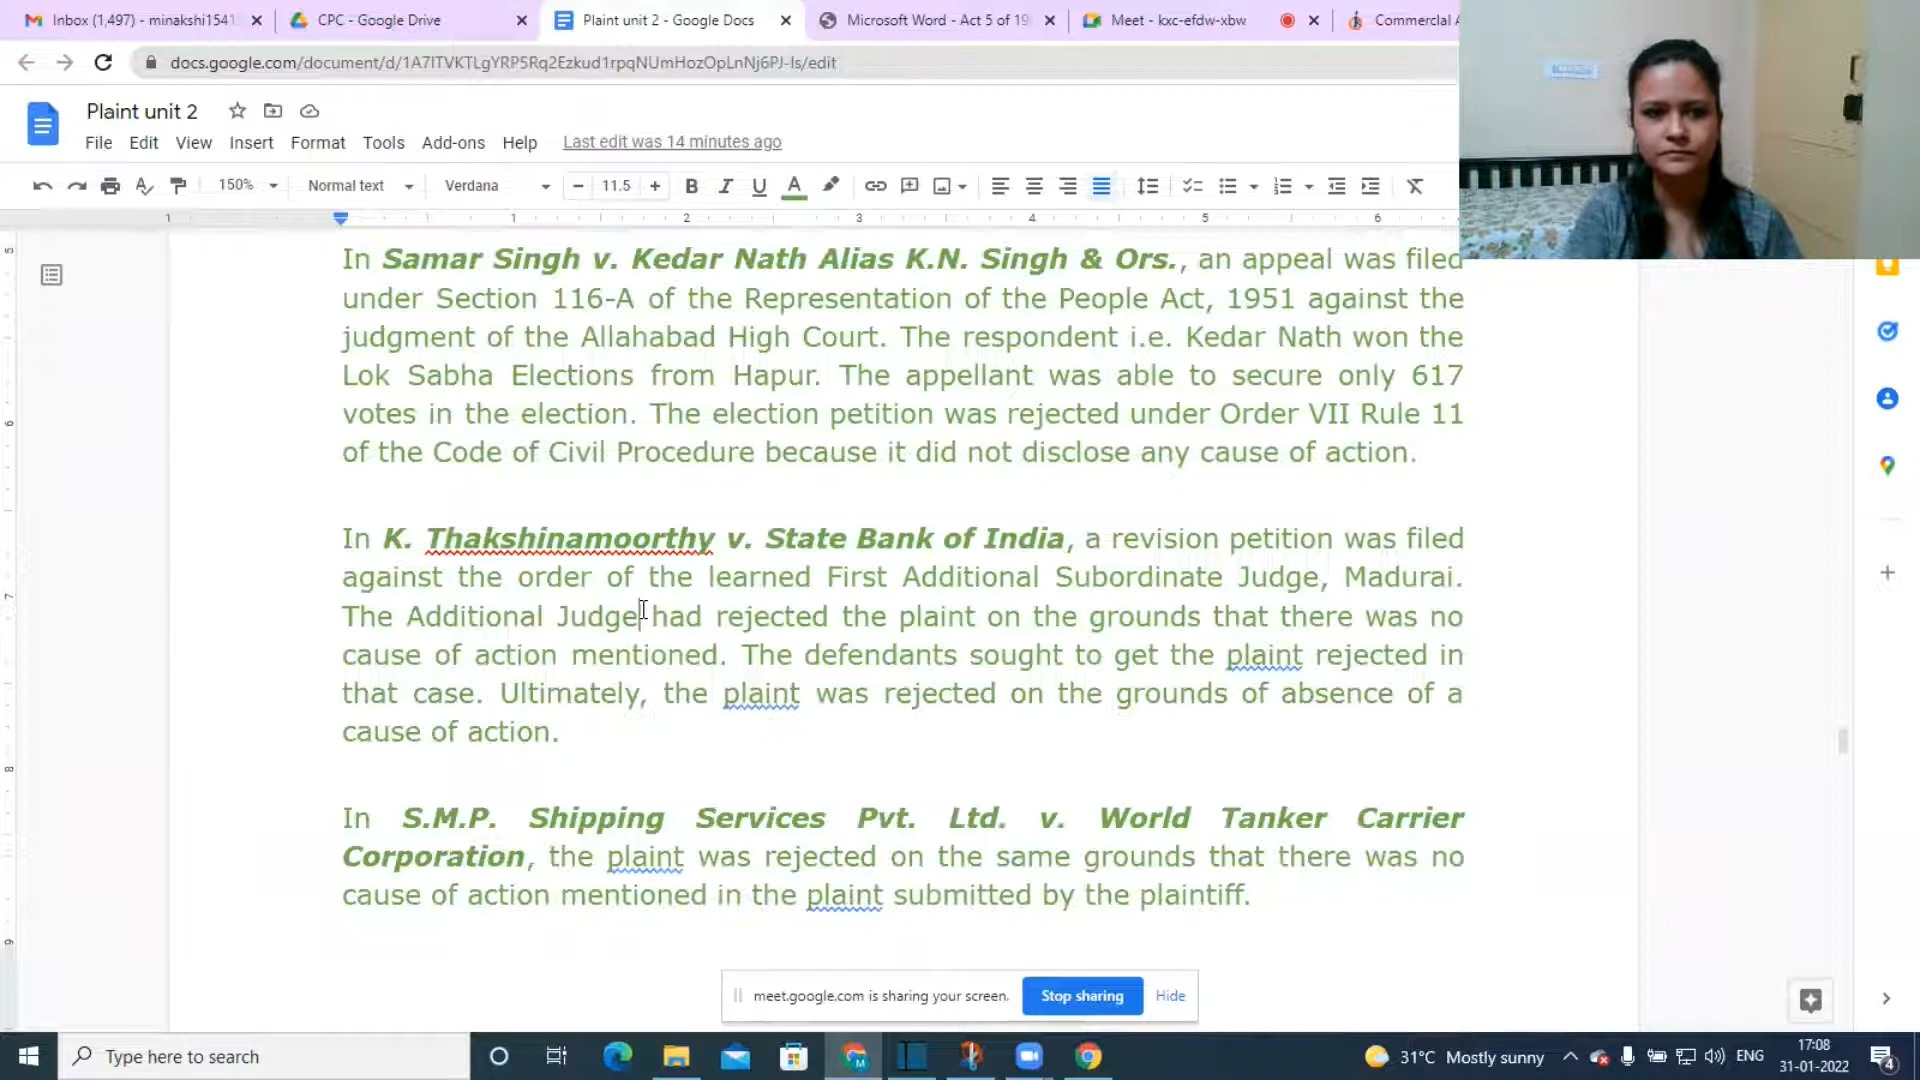 Inbox (1,497) - minakshi1541
CPC - Google Drive
Plaint unit 2 - Google Docs
Microsoft Word - Act 5 of 19
Meet - kxc-efdw-xbw
Commercial A
docs.google.com/document/d/1A7ITVKTLgYRP5Rq2Ezkud1rpqNUmHozOpLnNj6PJ-ls/edit
Plaint unit 2
File Edit View Insert Format Tools Add-ons Help Last edit was 14 minutes ago
150% Normal text Verdana - 11.5 + B I U A
1 1 2 3 4 5 6
In Samar Singh v. Kedar Nath Alias K.N. Singh & Ors., an appeal was filed
under Section 116-A of the Representation of the People Act, 1951 against the
judgment of the Allahabad High Court. The respondent i.e. Kedar Nath won the
Lok Sabha Elections from Hapur. The appellant was able to secure only 617
votes in the election. The election petition was rejected under Order VII Rule 11
of the Code of Civil Procedure because it did not disclose any cause of action.
In K. Thakshinamoorthy v. State Bank of India, a revision petition was filed
against the order of the learned First Additional Subordinate Judge, Madurai.
The Additional Judge had rejected the plaint on the grounds that there was no
cause of action mentioned. The defendants sought to get the plaint rejected in
that case. Ultimately, the plaint was rejected on the grounds of absence of a
cause of action.
In S.M.P. Shipping Services Pvt. Ltd. v. World Tanker Carrier
Corporation, the plaint was rejected on the same grounds that there was no
cause of action mentioned in the plaint submitted by the plaintiff.
5
6
7
8
9
meet.google.com is sharing your screen. Stop sharing Hide
Type here to search
31°C Mostly sunny
ENG
17:08
31-01-2022
4